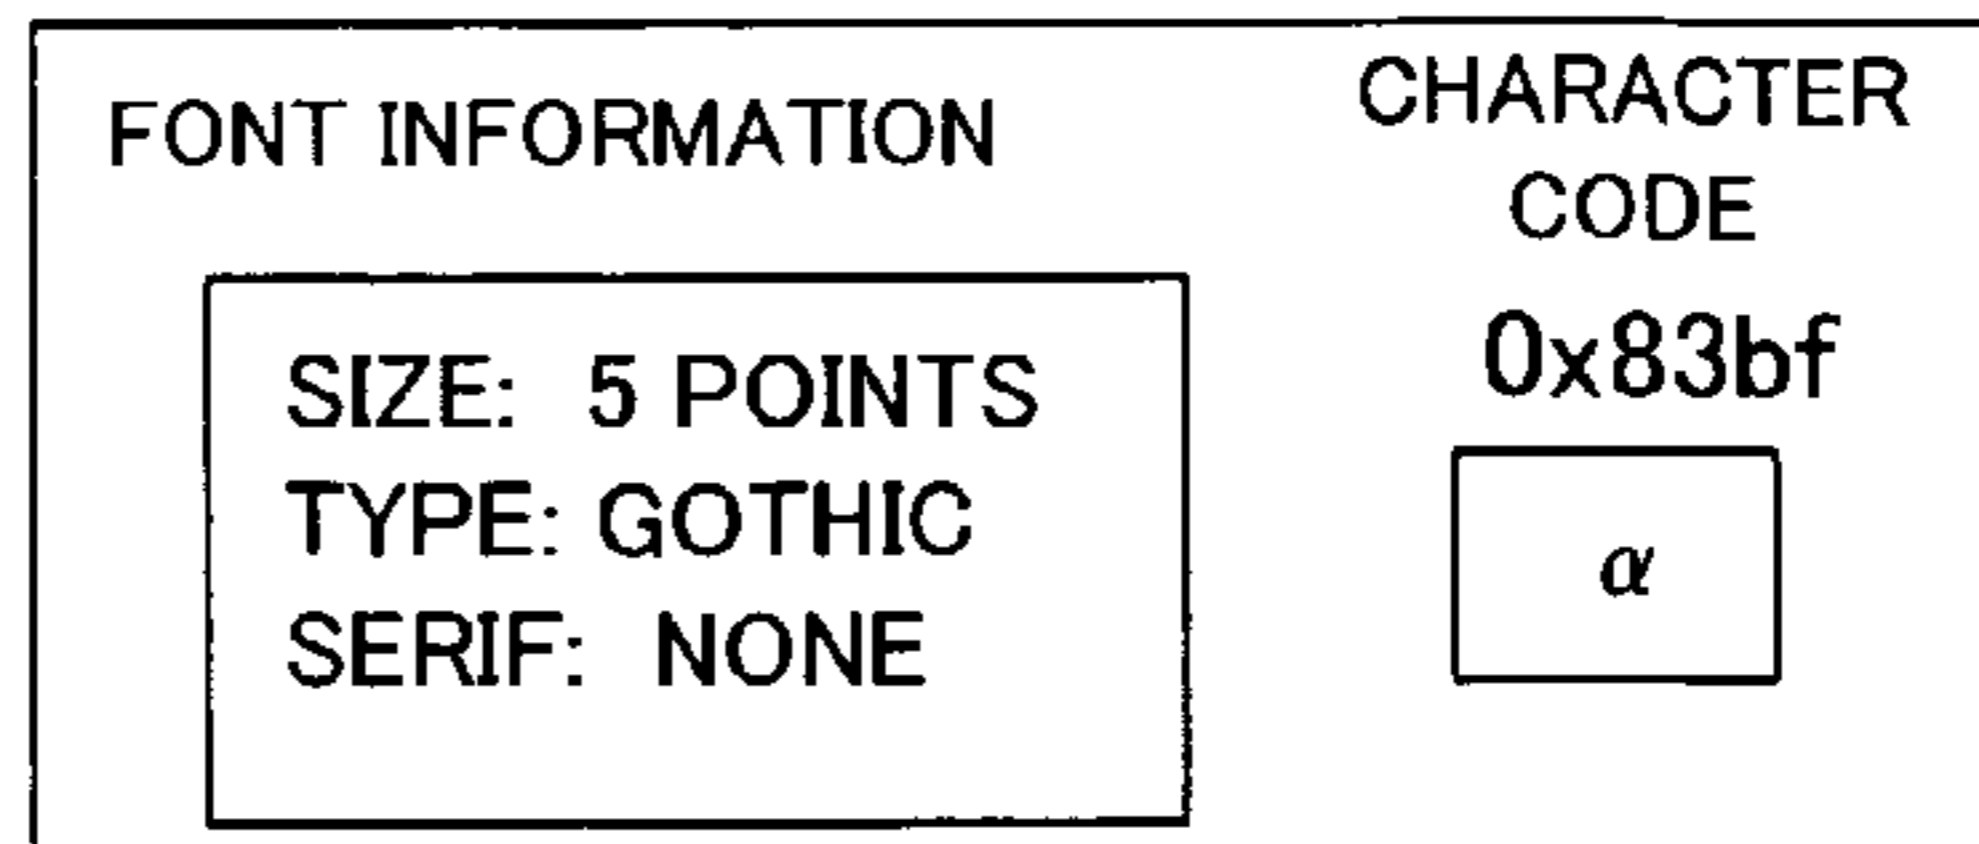 FONT INFORMATION
SIZE: 5 POINTS
TYPE: GOTHIC
SERIF: NONE
CHARACTER
CODE
0x83bf
α